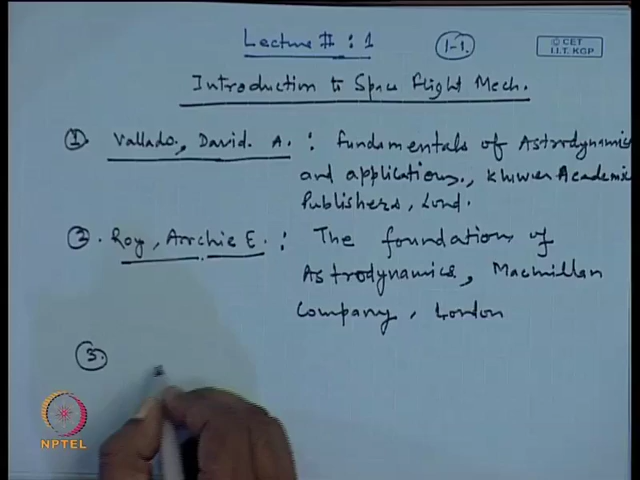 Lecture # : 1
1-1.
© CET
I.I.T. KGP
Introduction to Space Flight Mech.
1. Vallado, David. A. : Fundamentals of Astrodynamics
and applications., Kluwer Academic
Publishers, Lond.
2. Roy, Archie E. : The foundation of
Astrodynamics, Macmillan
Company, London
3.
NPTEL